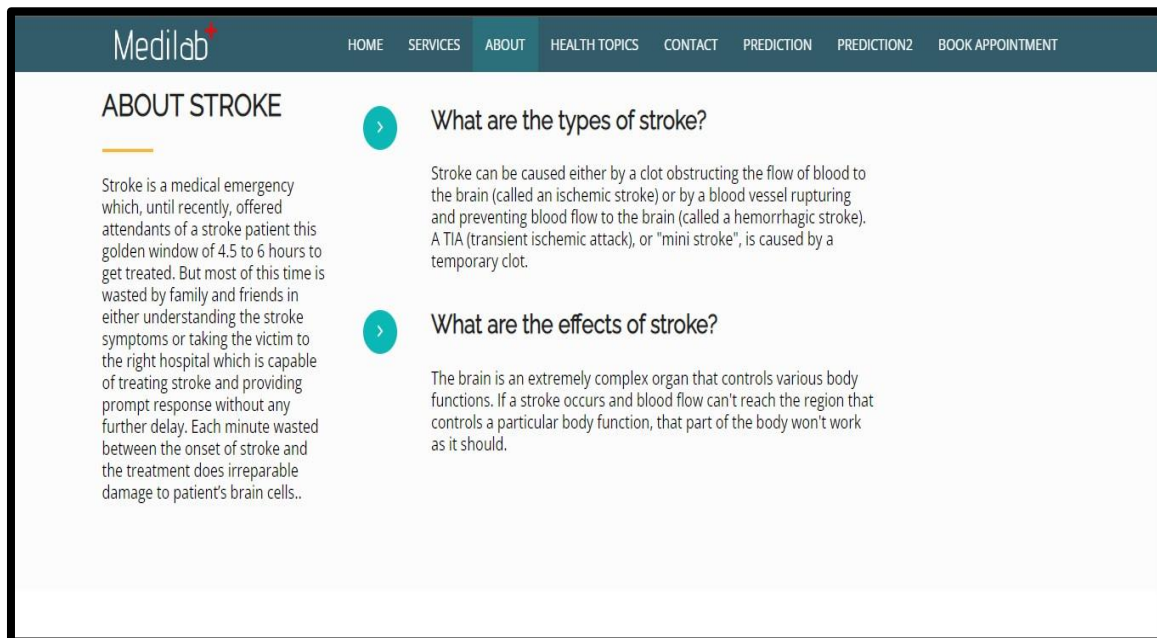 Medilab
HOME SERVICES ABOUT HEALTH TOPICS CONTACT PREDICTION PREDICTION2 BOOK APPOINTMENT
ABOUT STROKE
Stroke is a medical emergency
which, until recently, offered
attendants of a stroke patient this
golden window of 4.5 to 6 hours to
get treated. But most of this time is
wasted by family and friends in
either understanding the stroke
symptoms or taking the victim to
the right hospital which is capable
of treating stroke and providing
prompt response without any
further delay. Each minute wasted
between the onset of stroke and
the treatment does irreparable
damage to patient’s brain cells..
What are the types of stroke?
Stroke can be caused either by a clot obstructing the flow of blood to
the brain (called an ischemic stroke) or by a blood vessel rupturing
and preventing blood flow to the brain (called a hemorrhagic stroke).
A TIA (transient ischemic attack), or "mini stroke", is caused by a
temporary clot.
What are the effects of stroke?
The brain is an extremely complex organ that controls various body
functions. If a stroke occurs and blood flow can't reach the region that
controls a particular body function, that part of the body won't work
as it should.